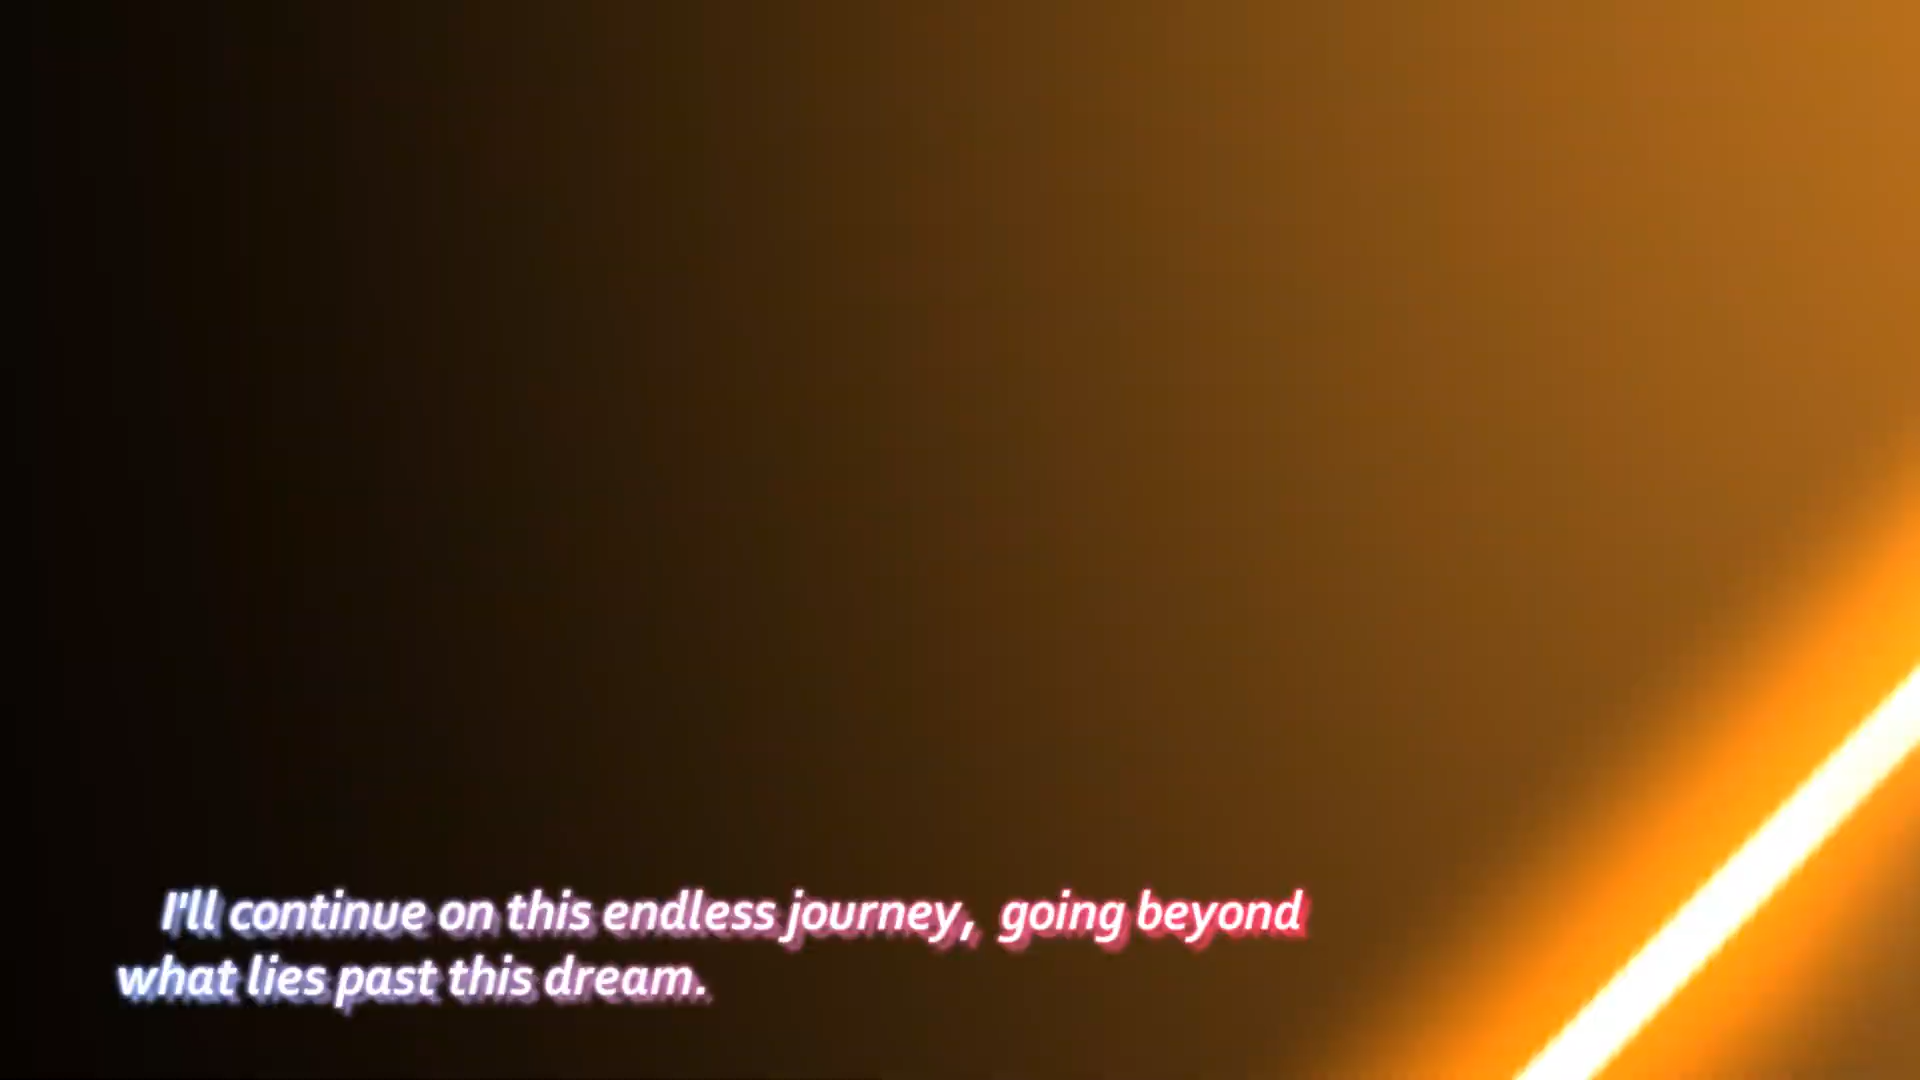 I'll continue on this endless journey, going beyond
what lies past this dream.